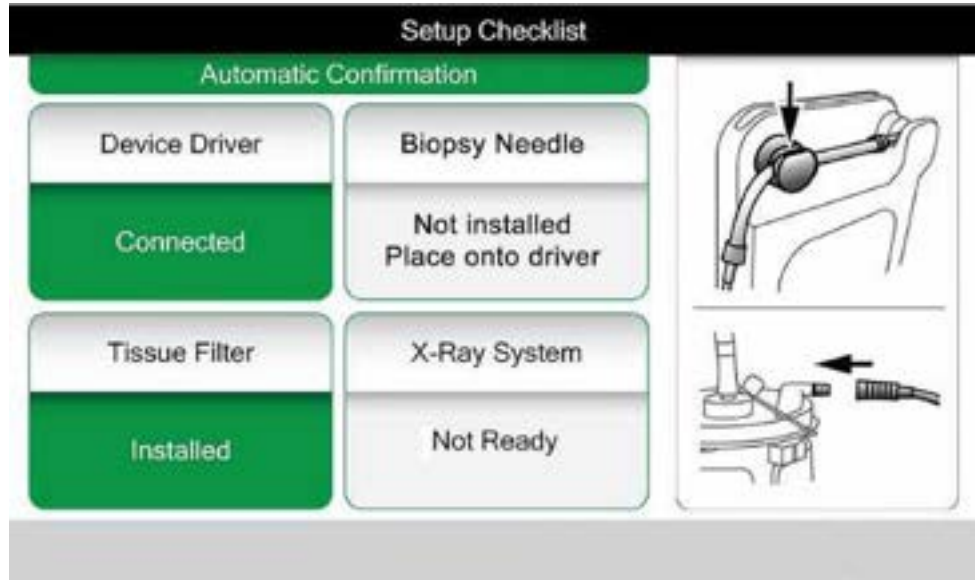 Setup Checklist
Automatic Confirmation
Device Driver
Connected
Biopsy Needle
Not installed
Place onto driver
Tissue Filter
Installed
X-Ray System
Not Ready